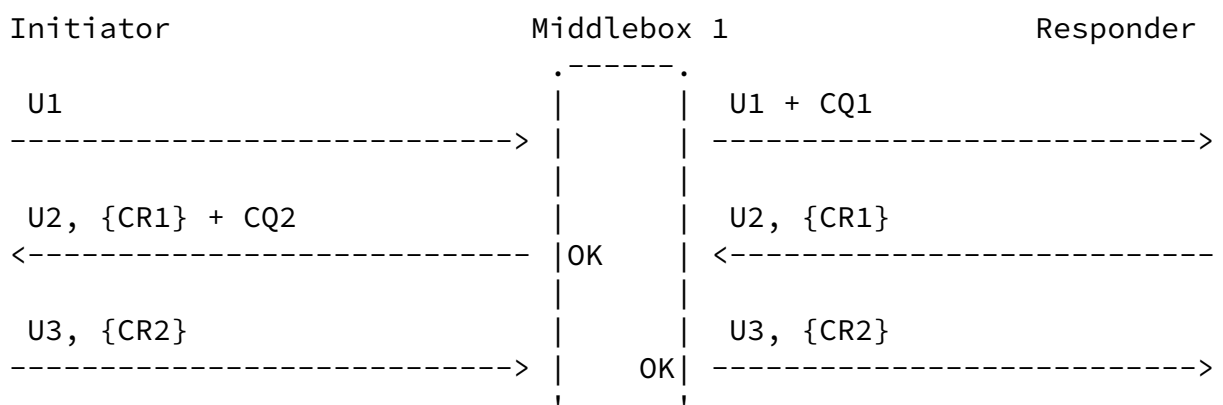 Initiator Middlebox 1 Responder
U1 U1 + CQ1
U2, {CR1} + CQ2 U2, {CR1}
OK
U3, {CR2} U3, {CR2}
OK